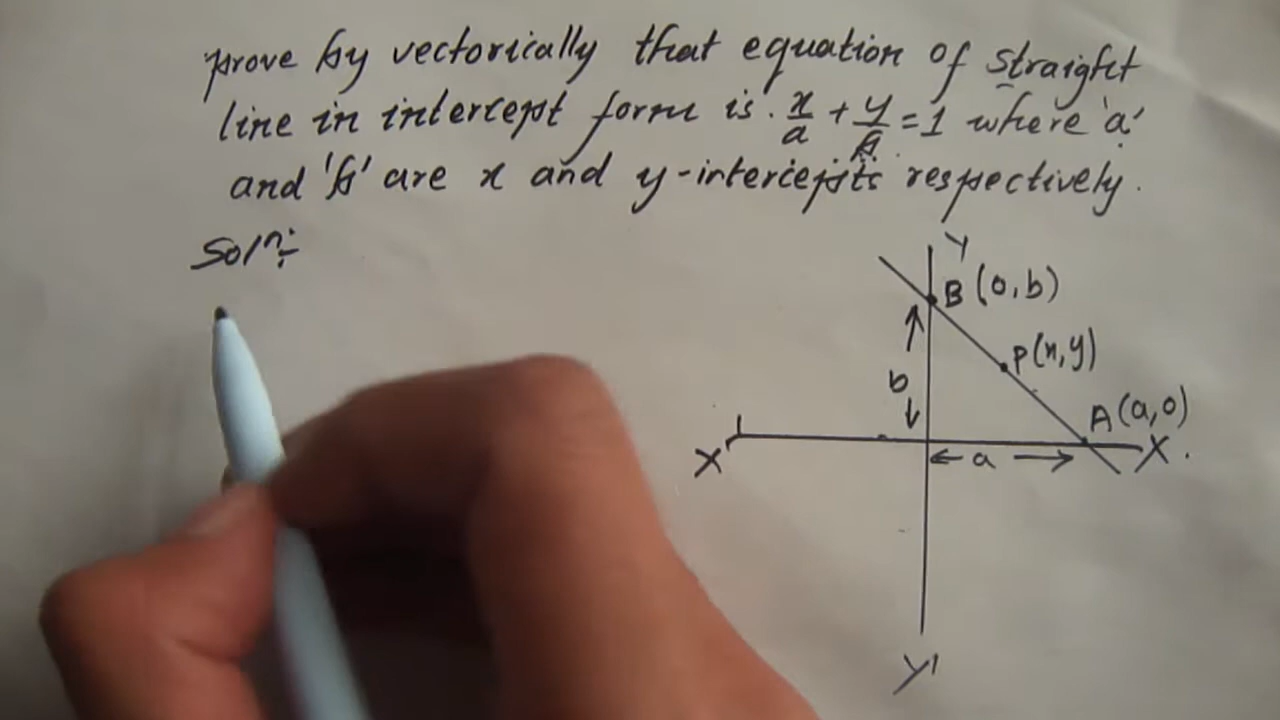 prove by vectorically that equation of straight
line in intercept form is. x/a + y/b = 1 where 'a'
and 'b' are x and y-intercepts respectively.
Solⁿ:
Y
B (0,b)
P(x,y)
b
A (a,0)
X
a
X.
Y'